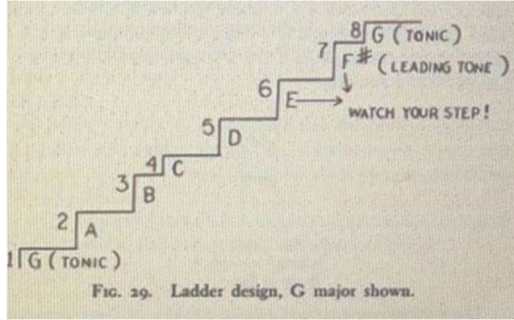 8 G (TONIC)
7 F# (LEADING TONE)
6 E
WATCH YOUR STEP!
5 D
4 C
3 B
2 A
1 G (TONIC)
FIG. 29. Ladder design, G major shown.